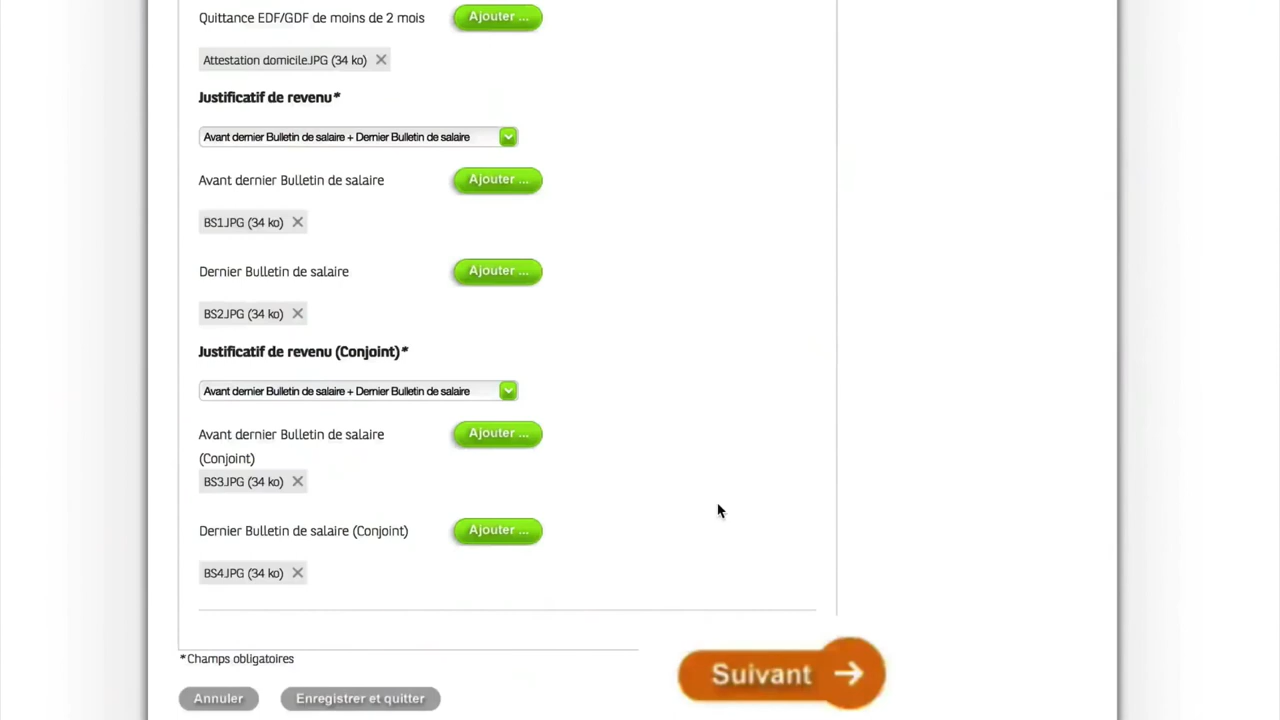 Quittance EDF/GDF de moins de 2 mois
Ajouter ...
Attestation domicile.JPG (34 ko)
Justificatif de revenu*
Avant dernier Bulletin de salaire + Dernier Bulletin de salaire
Avant dernier Bulletin de salaire
Ajouter ...
BS1.JPG (34 ko)
Dernier Bulletin de salaire
Ajouter ...
BS2.JPG (34 ko)
Justificatif de revenu (Conjoint)*
Avant dernier Bulletin de salaire + Dernier Bulletin de salaire
Avant dernier Bulletin de salaire
(Conjoint)
Ajouter ...
BS3.JPG (34 ko)
Dernier Bulletin de salaire (Conjoint)
Ajouter ...
BS4.JPG (34 ko)
*Champs obligatoires
Suivant
Annuler
Enregistrer et quitter